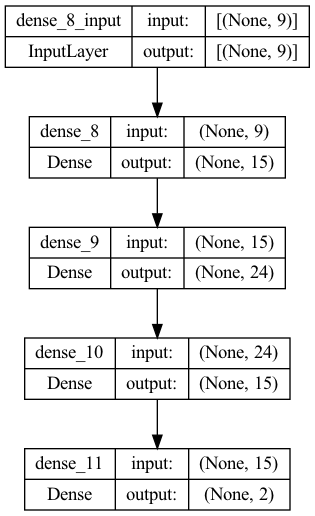 dense_8_input input: [(None, 9)]
InputLayer output: [(None, 9)]
dense_8 input: (None, 9)
Dense output: (None, 15)
dense_9 input: (None, 15)
Dense output: (None, 24)
dense_10 input: (None, 24)
Dense output: (None, 15)
dense_11 input: (None, 15)
Dense output: (None, 2)